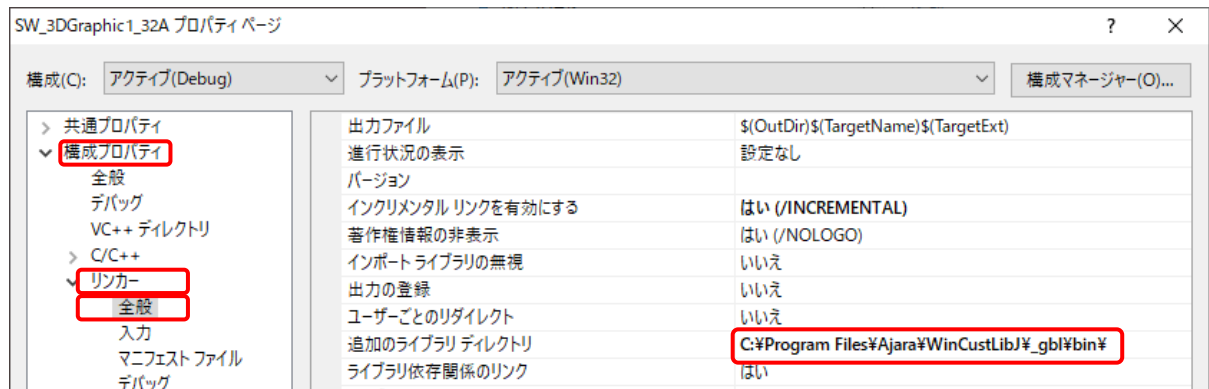 SW_3DGraphic1_32A プロパティ ページ ? ×
構成(C): アクティブ(Debug) プラットフォーム(P): アクティブ(Win32) 構成マネージャー(O)...
共通プロパティ
構成プロパティ
全般
デバッグ
VC++ ディレクトリ
C/C++
リンカー
全般
入力
マニフェスト ファイル
デバッグ
出力ファイル $(OutDir)$(TargetName)$(TargetExt)
進行状況の表示 設定なし
バージョン
インクリメンタル リンクを有効にする はい (/INCREMENTAL)
著作権情報の非表示 はい (/NOLOGO)
インポート ライブラリの無視 いいえ
出力の登録 いいえ
ユーザーごとのリダイレクト いいえ
追加のライブラリ ディレクトリ C:¥Program Files¥Ajara¥WinCustLibJ¥_gbl¥bin¥
ライブラリ依存関係のリンク はい